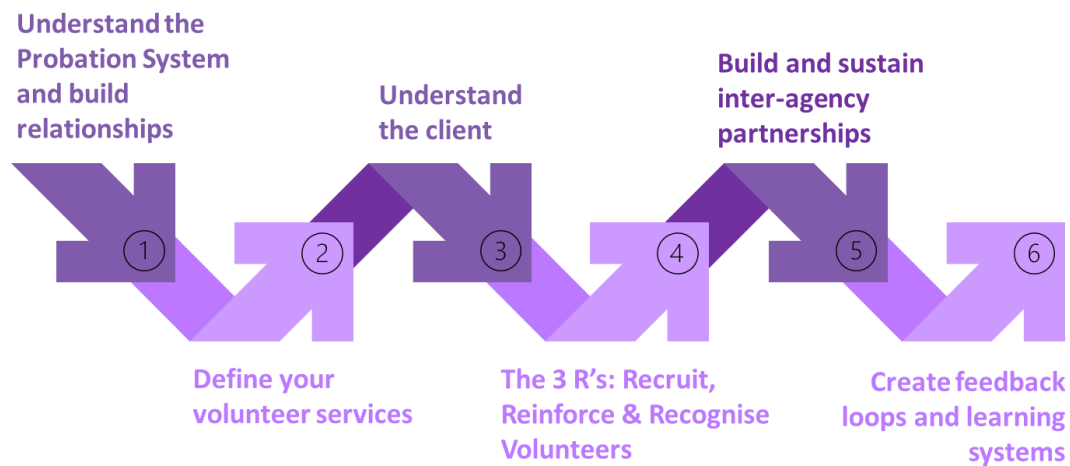 Understand the
Probation System
and build
relationships
1
Define your
volunteer services
2
Understand
the client
3
The 3 R's: Recruit,
Reinforce & Recognise
Volunteers
4
Build and sustain
inter-agency
partnerships
5
Create feedback
loops and learning
systems
6